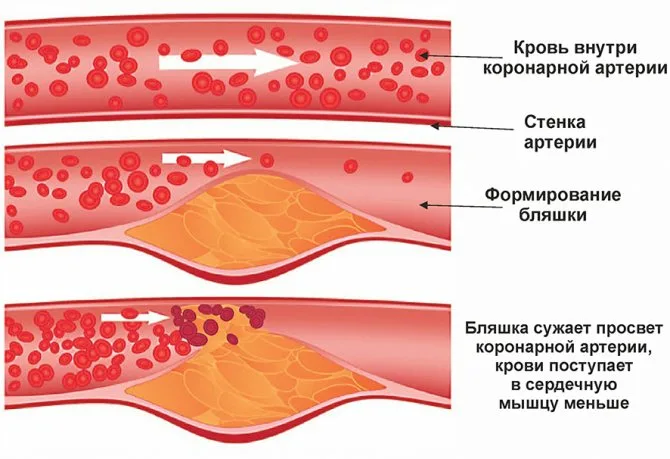 Кровь внутри
коронарной артерии
Стенка
артерии
Формирование
бляшки
Бляшка сужает просвет
коронарной артерии,
крови поступает
в сердечную
мышцу меньше